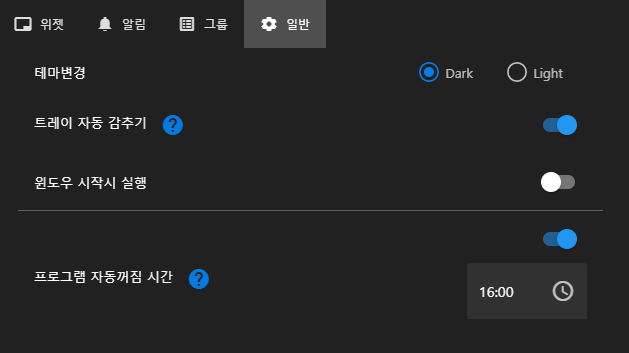 위젯 알림 그룹 일반
테마변경 Dark Light
트레이 자동 감추기 ?
윈도우 시작시 실행
프로그램 자동꺼짐 시간 ?
16:00